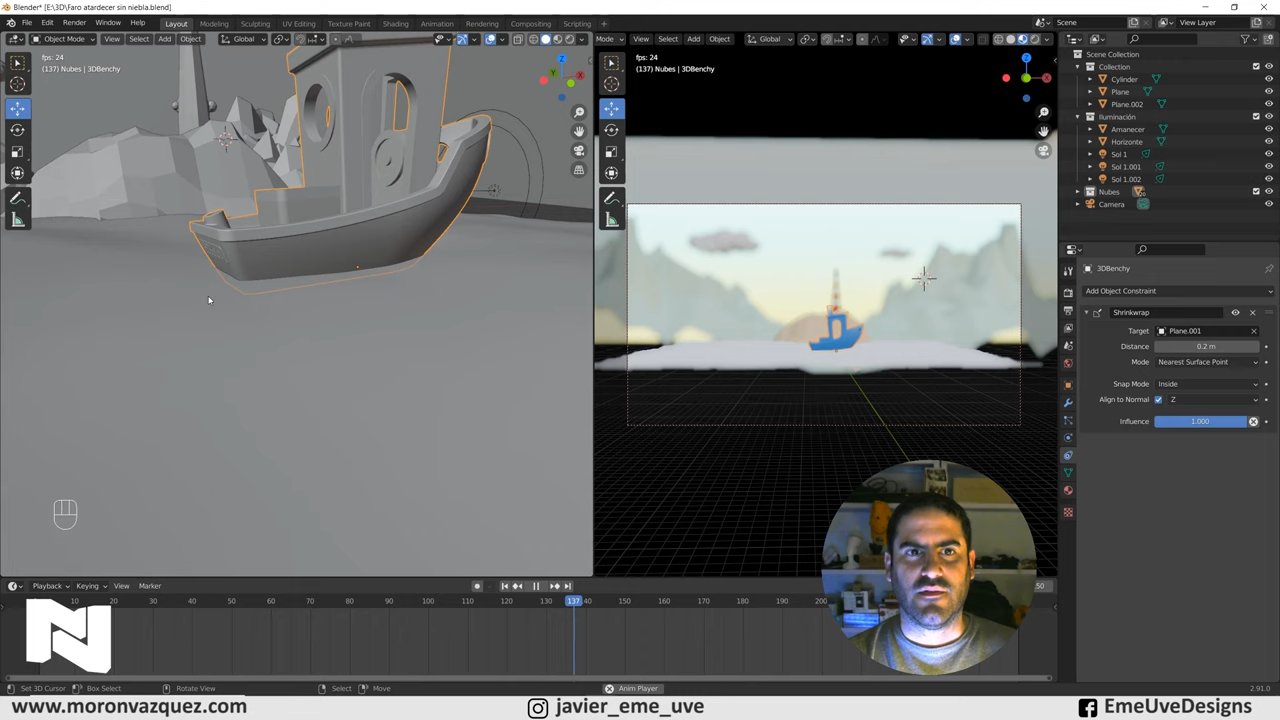 Blender* [E:\3D\Faro atardecer sin niebla.blend]
File Edit Render Window Help Layout Modeling Sculpting UV Editing Texture Paint Shading Animation Rendering Compositing Scripting + Scene View Layer
Object Mode View Select Add Object Global
Mode View Select Add Object Global
fps: 24
(137) Nubes | 3DBenchy
fps: 24
(137) Nubes | 3DBenchy
Scene Collection
Collection
Cylinder
Plane
Plane.002
Iluminación
Amanecer
Horizonte
Sol 1
Sol 1.001
Sol 1.002
Nubes
Camera
3DBenchy
Add Object Constraint
Shrinkwrap
Target Plane.001
Distance 0.2 m
Mode Nearest Surface Point
Snap Mode Inside
Align to Normal Z
Influence 1.000
Playback Keying View Marker
10 20 30 40 50 60 70 80 90 100 110 120 130 137 40 150 160 170 180 190 200
Set 3D Cursor Box Select Rotate View Select Move Anim Player 2.91.0
www.moronvazquez.com javier_eme_uve EmeUveDesigns